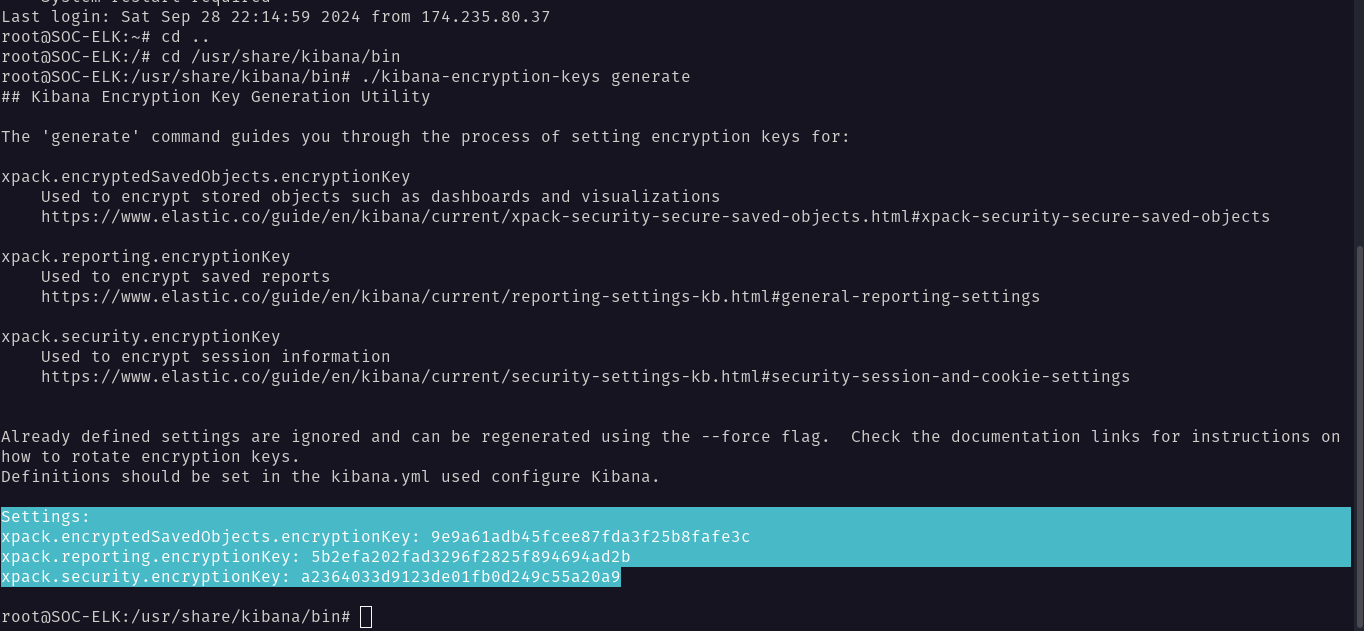 Last login: Sat Sep 28 22:14:59 2024 from 174.235.80.37
root@SOC-ELK:~# cd ..
root@SOC-ELK:/# cd /usr/share/kibana/bin
root@SOC-ELK:/usr/share/kibana/bin# ./kibana-encryption-keys generate
## Kibana Encryption Key Generation Utility

The 'generate' command guides you through the process of setting encryption keys for:

xpack.encryptedSavedObjects.encryptionKey
    Used to encrypt stored objects such as dashboards and visualizations
    https://www.elastic.co/guide/en/kibana/current/xpack-security-secure-saved-objects.html#xpack-security-secure-saved-objects

xpack.reporting.encryptionKey
    Used to encrypt saved reports
    https://www.elastic.co/guide/en/kibana/current/reporting-settings-kb.html#general-reporting-settings

xpack.security.encryptionKey
    Used to encrypt session information
    https://www.elastic.co/guide/en/kibana/current/security-settings-kb.html#security-session-and-cookie-settings


Already defined settings are ignored and can be regenerated using the --force flag.  Check the documentation links for instructions on
how to rotate encryption keys.
Definitions should be set in the kibana.yml used configure Kibana.

Settings:
xpack.encryptedSavedObjects.encryptionKey: 9e9a61adb45fcee87fda3f25b8fafe3c
xpack.reporting.encryptionKey: 5b2efa202fad3296f2825f894694ad2b
xpack.security.encryptionKey: a2364033d9123de01fb0d249c55a20a9

root@SOC-ELK:/usr/share/kibana/bin#